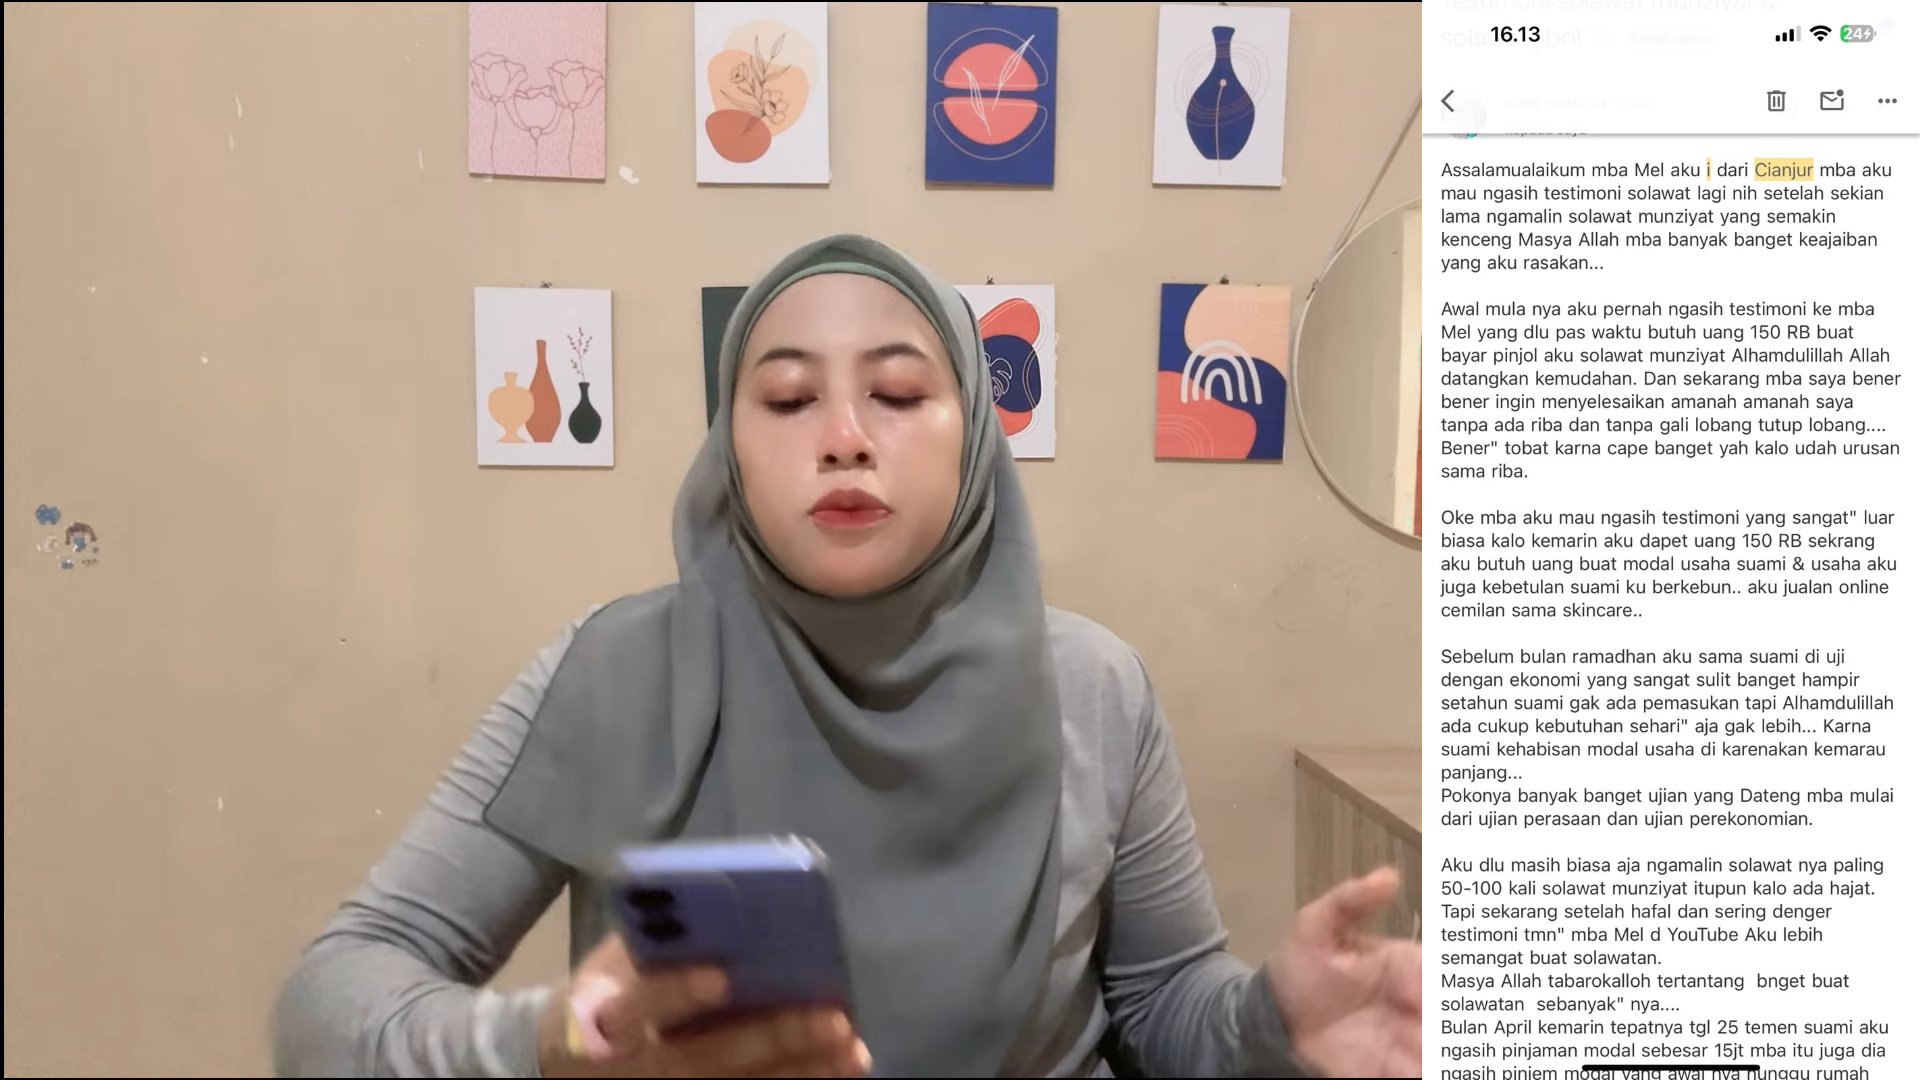 Testimoni solawat munziyat &
16.13
24
Assalamualaikum mba Mel aku i dari Cianjur mba aku
mau ngasih testimoni solawat lagi nih setelah sekian
lama ngamalin solawat munziyat yang semakin
kenceng Masya Allah mba banyak banget keajaiban
yang aku rasakan...
Awal mula nya aku pernah ngasih testimoni ke mba
Mel yang dlu pas waktu butuh uang 150 RB buat
bayar pinjol aku solawat munziyat Alhamdulillah Allah
datangkan kemudahan. Dan sekarang mba saya bener
bener ingin menyelesaikan amanah amanah saya
tanpa ada riba dan tanpa gali lobang tutup lobang....
Bener" tobat karna cape banget yah kalo udah urusan
sama riba.
Oke mba aku mau ngasih testimoni yang sangat" luar
biasa kalo kemarin aku dapet uang 150 RB sekrang
aku butuh uang buat modal usaha suami & usaha aku
juga kebetulan suami ku berkebun.. aku jualan online
cemilan sama skincare..
Sebelum bulan ramadhan aku sama suami di uji
dengan ekonomi yang sangat sulit banget hampir
setahun suami gak ada pemasukan tapi Alhamdulillah
ada cukup kebutuhan sehari" aja gak lebih... Karna
suami kehabisan modal usaha di karenakan kemarau
panjang...
Pokonya banyak banget ujian yang Dateng mba mulai
dari ujian perasaan dan ujian perekonomian.
Aku dlu masih biasa aja ngamalin solawat nya paling
50-100 kali solawat munziyat itupun kalo ada hajat.
Tapi sekarang setelah hafal dan sering denger
testimoni tmn" mba Mel d YouTube Aku lebih
semangat buat solawatan.
Masya Allah tabarokalloh tertantang bnget buat
solawatan sebanyak" nya....
Bulan April kemarin tepatnya tgl 25 temen suami aku
ngasih pinjaman modal sebesar 15jt mba itu juga dia
ngasih pinjem modal yang awal nya nunggu rumah